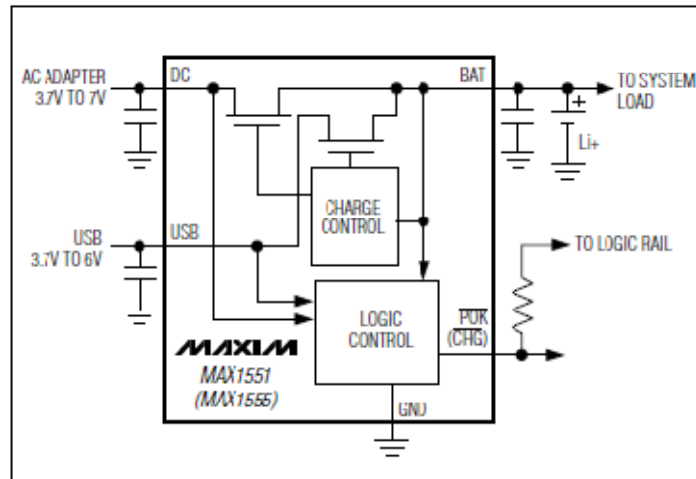 AC ADAPTER
3.7V TO 7V
DC
BAT
TO SYSTEM
LOAD
+
Li+
CHARGE
CONTROL
USB
3.7V TO 6V
USB
TO LOGIC RAIL
LOGIC
CONTROL
POK
(CHG)
MAXIM
MAX1551
(MAX1555)
GND